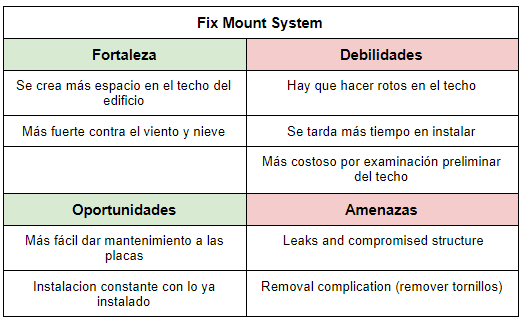 Fix Mount System
Fortaleza
Debilidades
Se crea más espacio en el techo del
edificio
Hay que hacer rotos en el techo
Más fuerte contra el viento y nieve
Se tarda más tiempo en instalar
Más costoso por examinación preliminar
del techo
Oportunidades
Amenazas
Más fácil dar mantenimiento a las
placas
Leaks and compromised structure
Instalacion constante con lo ya
instalado
Removal complication (remover tornillos)